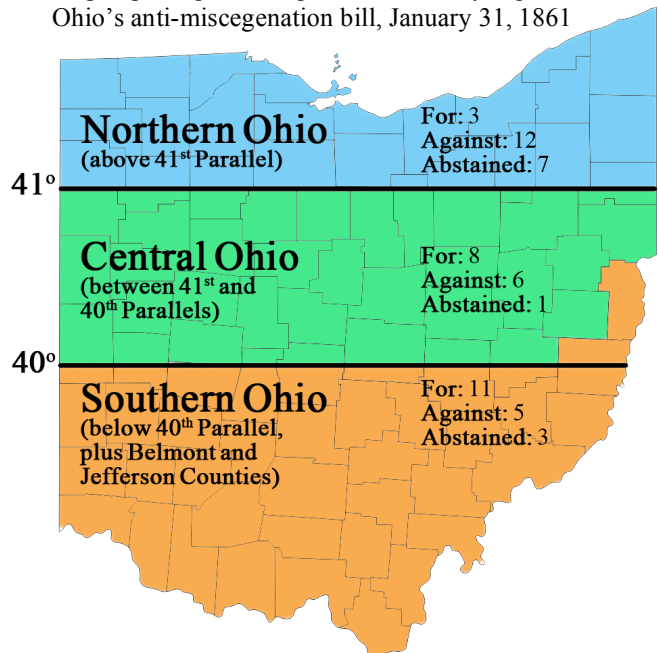 Ohio’s anti-miscegenation bill, January 31, 1861
Northern Ohio
(above 41st Parallel)
For: 3
Against: 12
Abstained: 7
41°
Central Ohio
(between 41st and
40th Parallels)
For: 8
Against: 6
Abstained: 1
40°
Southern Ohio
(below 40th Parallel,
plus Belmont and
Jefferson Counties)
For: 11
Against: 5
Abstained: 3